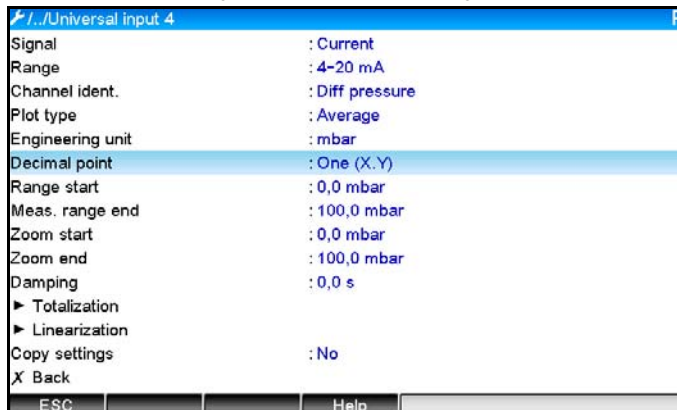 /../Universal input 4
Signal : Current
Range : 4-20 mA
Channel ident. : Diff pressure
Plot type : Average
Engineering unit : mbar
Decimal point : One (X.Y)
Range start : 0,0 mbar
Meas. range end : 100,0 mbar
Zoom start : 0,0 mbar
Zoom end : 100,0 mbar
Damping : 0,0 s
► Totalization
► Linearization
Copy settings : No
X Back
ESC Help